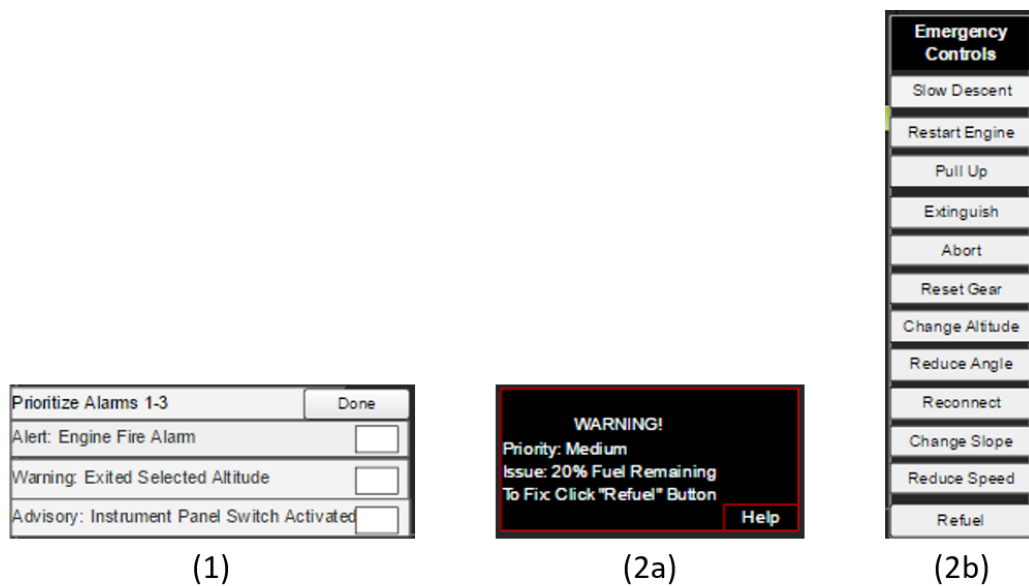 Prioritize Alarms 1-3
Done
Alert: Engine Fire Alarm
Warning: Exited Selected Altitude
Advisory: Instrument Panel Switch Activated
(1)
WARNING!
Priority: Medium
Issue: 20% Fuel Remaining
To Fix: Click "Refuel" Button
Help
(2a)
Emergency
Controls
Slow Descent
Restart Engine
Pull Up
Extinguish
Abort
Reset Gear
Change Altitude
Reduce Angle
Reconnect
Change Slope
Reduce Speed
Refuel
(2b)